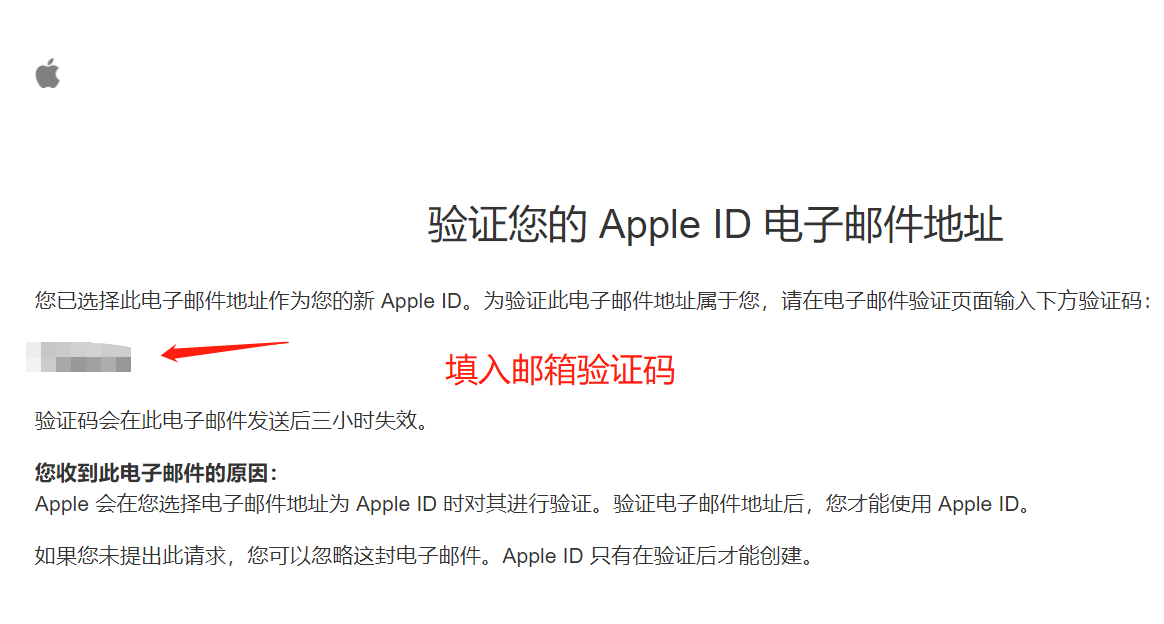 验证您的 Apple ID 电子邮件地址
您已选择此电子邮件地址作为您的新 Apple ID。为验证此电子邮件地址属于您，请在电子邮件验证页面输入下方验证码：
填入邮箱验证码
验证码会在此电子邮件发送后三小时失效。
您收到此电子邮件的原因：
Apple 会在您选择电子邮件地址为 Apple ID 时对其进行验证。验证电子邮件地址后，您才能使用 Apple ID。
如果您未提出此请求，您可以忽略这封电子邮件。Apple ID 只有在验证后才能创建。